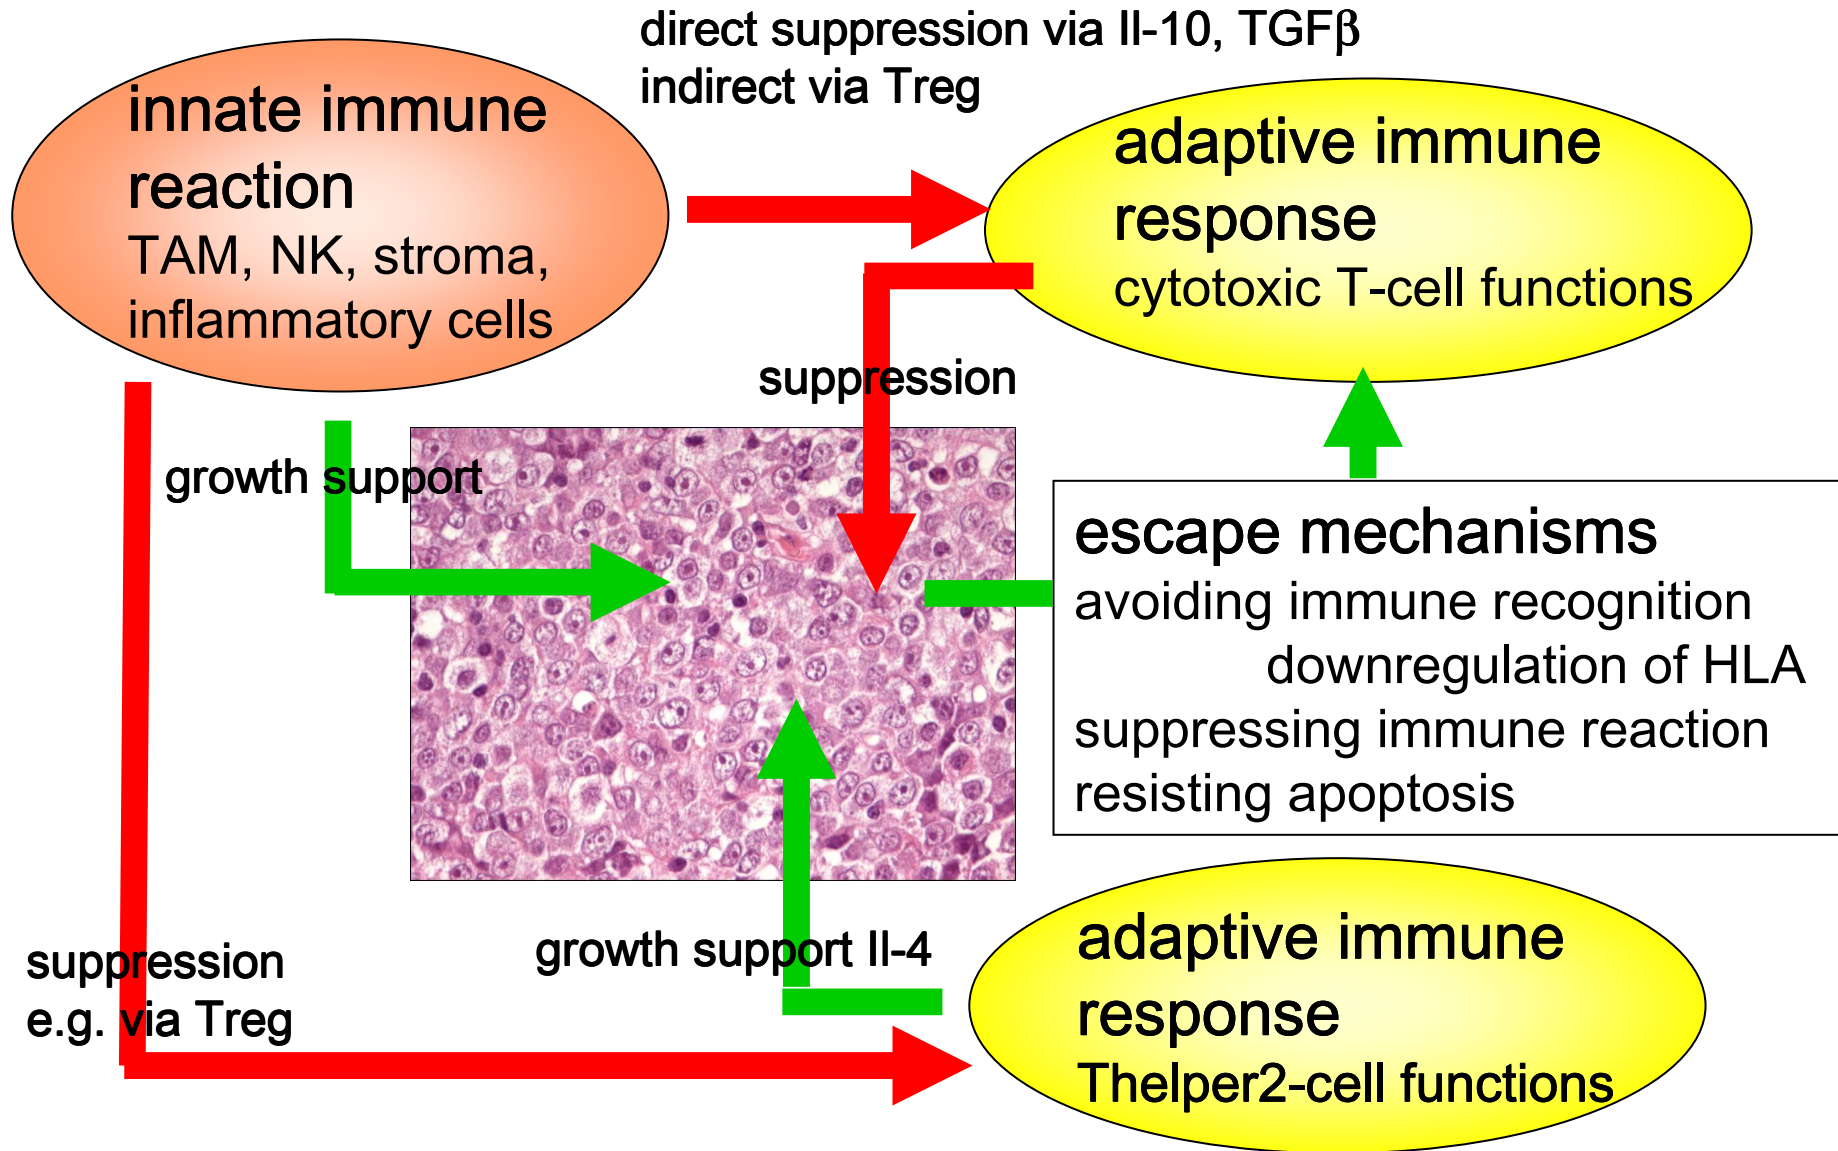 direct suppression via Il-10, TGFβ
indirect via Treg
innate immune
reaction
TAM, NK, stroma,
inflammatory cells
adaptive immune
response
cytotoxic T-cell functions
suppression
growth support
escape mechanisms
avoiding immune recognition
downregulation of HLA
suppressing immune reaction
resisting apoptosis
suppression
e.g. via Treg
growth support Il-4
adaptive immune
response
Thelper2-cell functions